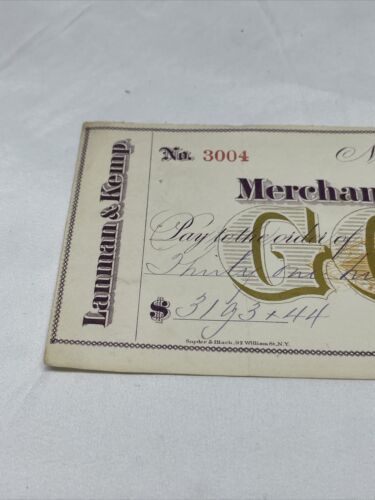 Lanman & Kemp,
No. 3004
N
Merchan
GO
Pay to the order of
Thirty one hu
$ 3193 + 44
Snyder & Black, 92 William St., N.Y.